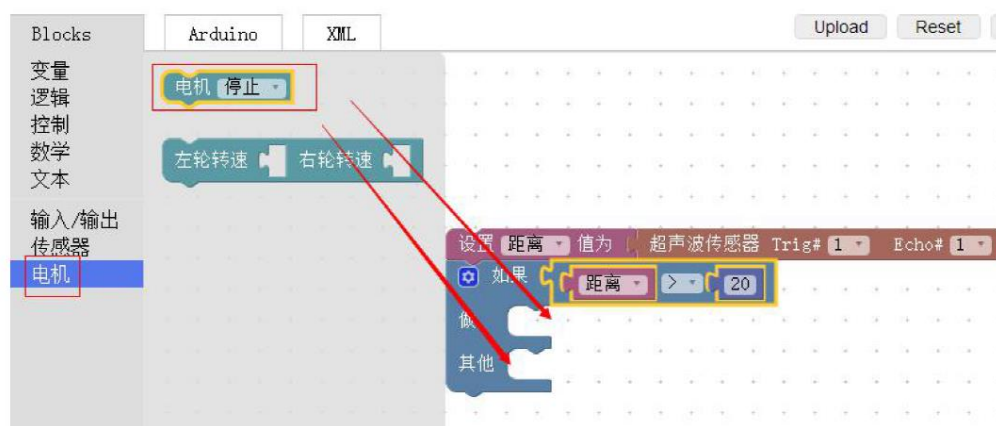 Blocks
Arduino
XML
Upload
Reset
变量
逻辑
控制
数学
文本
输入/输出
传感器
电机
电机 停止
左轮转速 右轮转速
设置 距离 值为 超声波传感器 Trig# 1 Echo# 1
如果 距离 > 20
做
其他